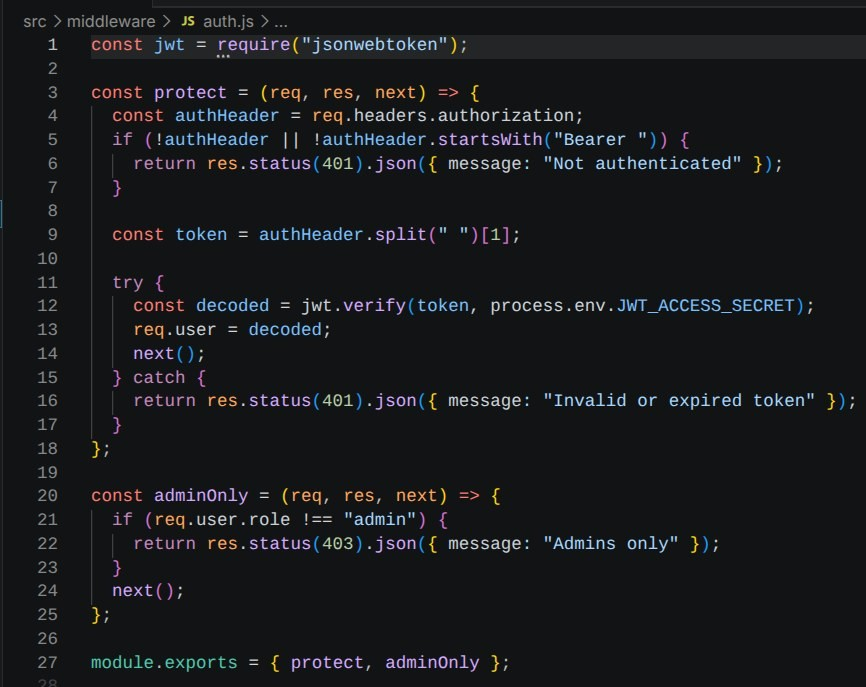 src > middleware > JS auth.js > ...
1 const jwt = require("jsonwebtoken");
2
3 const protect = (req, res, next) => {
4   const authHeader = req.headers.authorization;
5   if (!authHeader || !authHeader.startsWith("Bearer ")) {
6     return res.status(401).json({ message: "Not authenticated" });
7   }
8
9   const token = authHeader.split(" ")[1];
10
11   try {
12     const decoded = jwt.verify(token, process.env.JWT_ACCESS_SECRET);
13     req.user = decoded;
14     next();
15   } catch {
16     return res.status(401).json({ message: "Invalid or expired token" });
17   }
18 };
19
20 const adminOnly = (req, res, next) => {
21   if (req.user.role !== "admin") {
22     return res.status(403).json({ message: "Admins only" });
23   }
24   next();
25 };
26
27 module.exports = { protect, adminOnly };
28